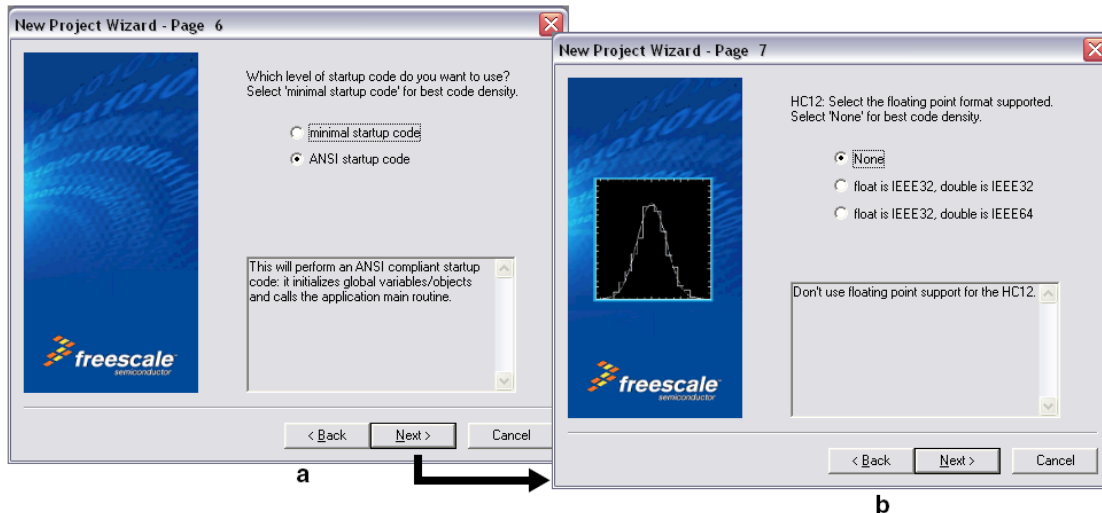 New Project Wizard - Page 6
Which level of startup code do you want to use?
Select 'minimal startup code' for best code density.
minimal startup code
ANSI startup code
This will perform an ANSI compliant startup
code: it initializes global variables/objects
and calls the application main routine.
freescale
semiconductor
< Back
Next >
Cancel
a
New Project Wizard - Page 7
HC12: Select the floating point format supported.
Select 'None' for best code density.
None
float is IEEE32, double is IEEE32
float is IEEE32, double is IEEE64
Don't use floating point support for the HC12.
freescale
semiconductor
< Back
Next >
Cancel
b